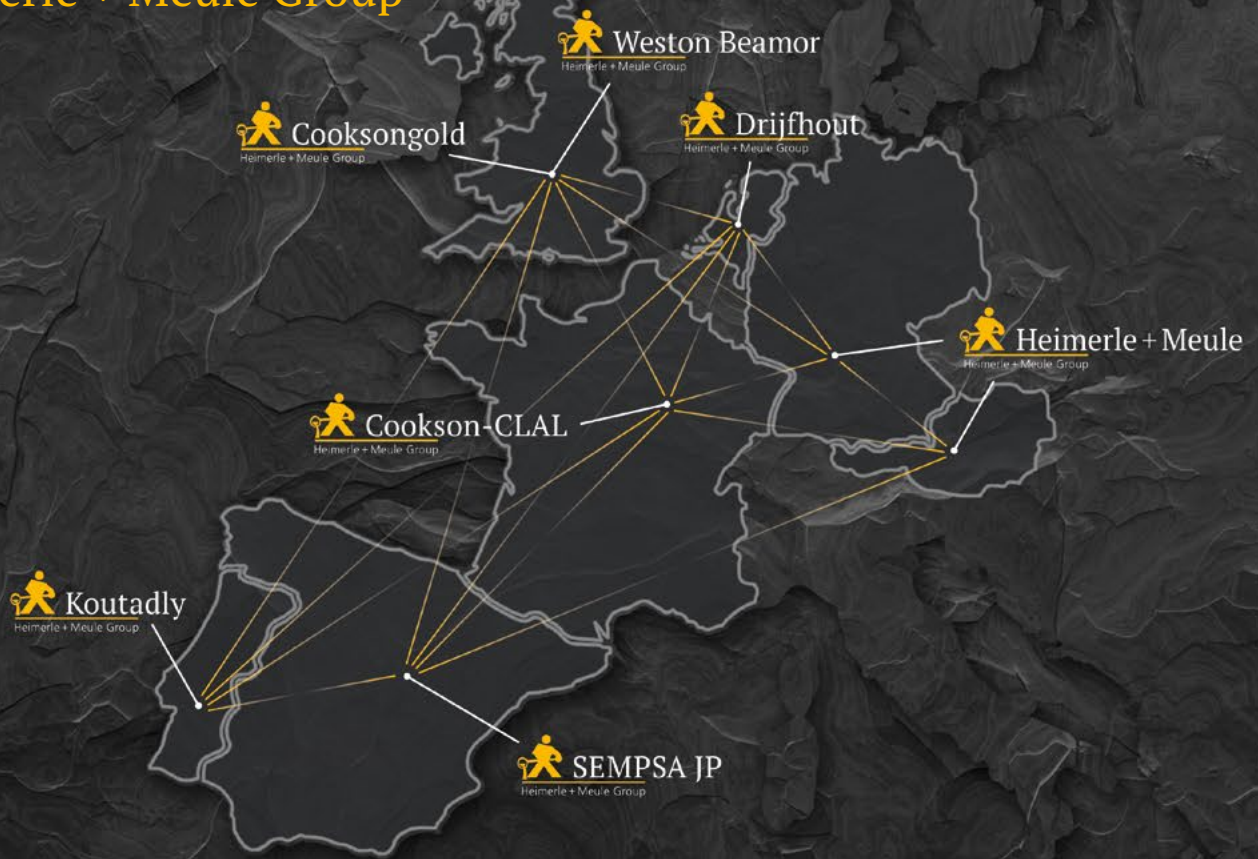 + Meule Group
Weston Beamor
Heimerle + Meule Group
Cooksongold
Heimerle + Meule Group
Drijfhout
Heimerle + Meule Group
Heimerle + Meule
Heimerle + Meule Group
Cookson-CLAL
Heimerle + Meule Group
Koutadly
Heimerle + Meule Group
SEMPSA JP
Heimerle + Meule Group